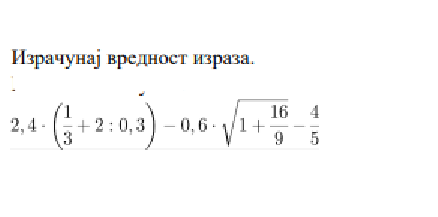 Израчунај вредност израза.
2,4 · (1/3 + 2 : 0,3) − 0,6 · √(1 + 16/9) − 4/5